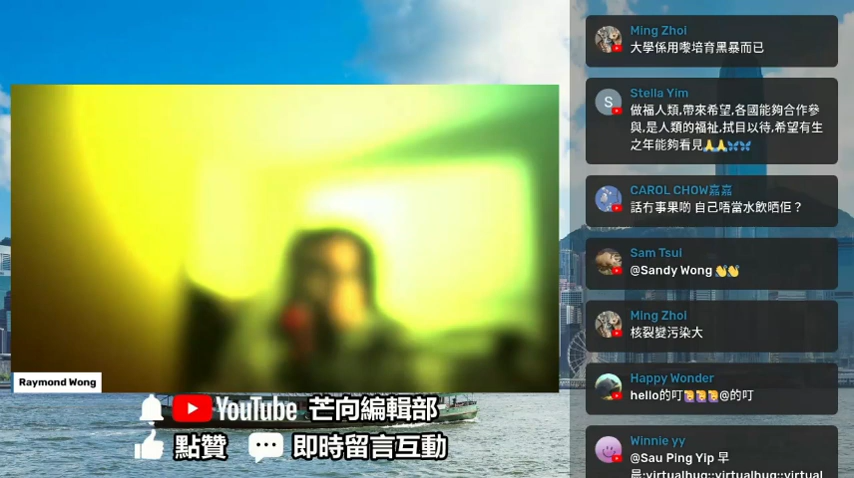 Raymond Wong
YouTube 芒向編輯部
點贊 即時留言互動
Ming Zhoi
大學係用嚟培育黑暴而已
Stella Yim
S
做福人類,帶來希望,各國能夠合作參
與,是人類的福祉,拭目以待,希望有生
之年能夠看見🙏🙏🦋🦋
CAROL CHOW嘉嘉
話冇事果啲 自己唔當水飲晒佢？
Sam Tsui
@Sandy Wong 👋👋
Ming Zhoi
核裂變污染大
Happy Wonder
hello的叮🙋🙋🙋@的叮
Winnie yy
@Sau Ping Yip 早
晨:virtualhug::virtualhug::virtual